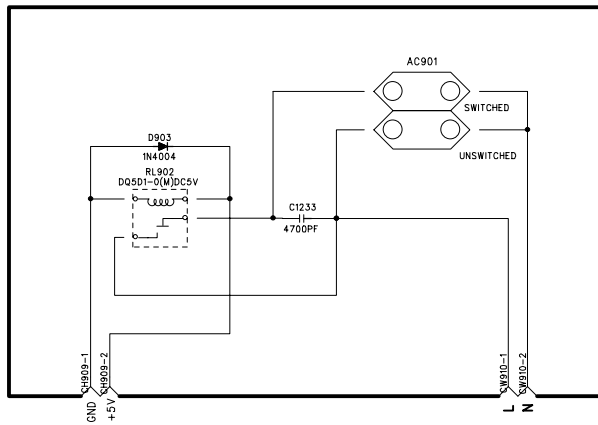 AC901
SWITCHED
UNSWITCHED
D903
1N4004
RL902
DQ5D1-0(M)DC5V
C1233
4700PF
CH909-1
CH909-2
CW910-1
CW910-2
GND
+5V
L
N